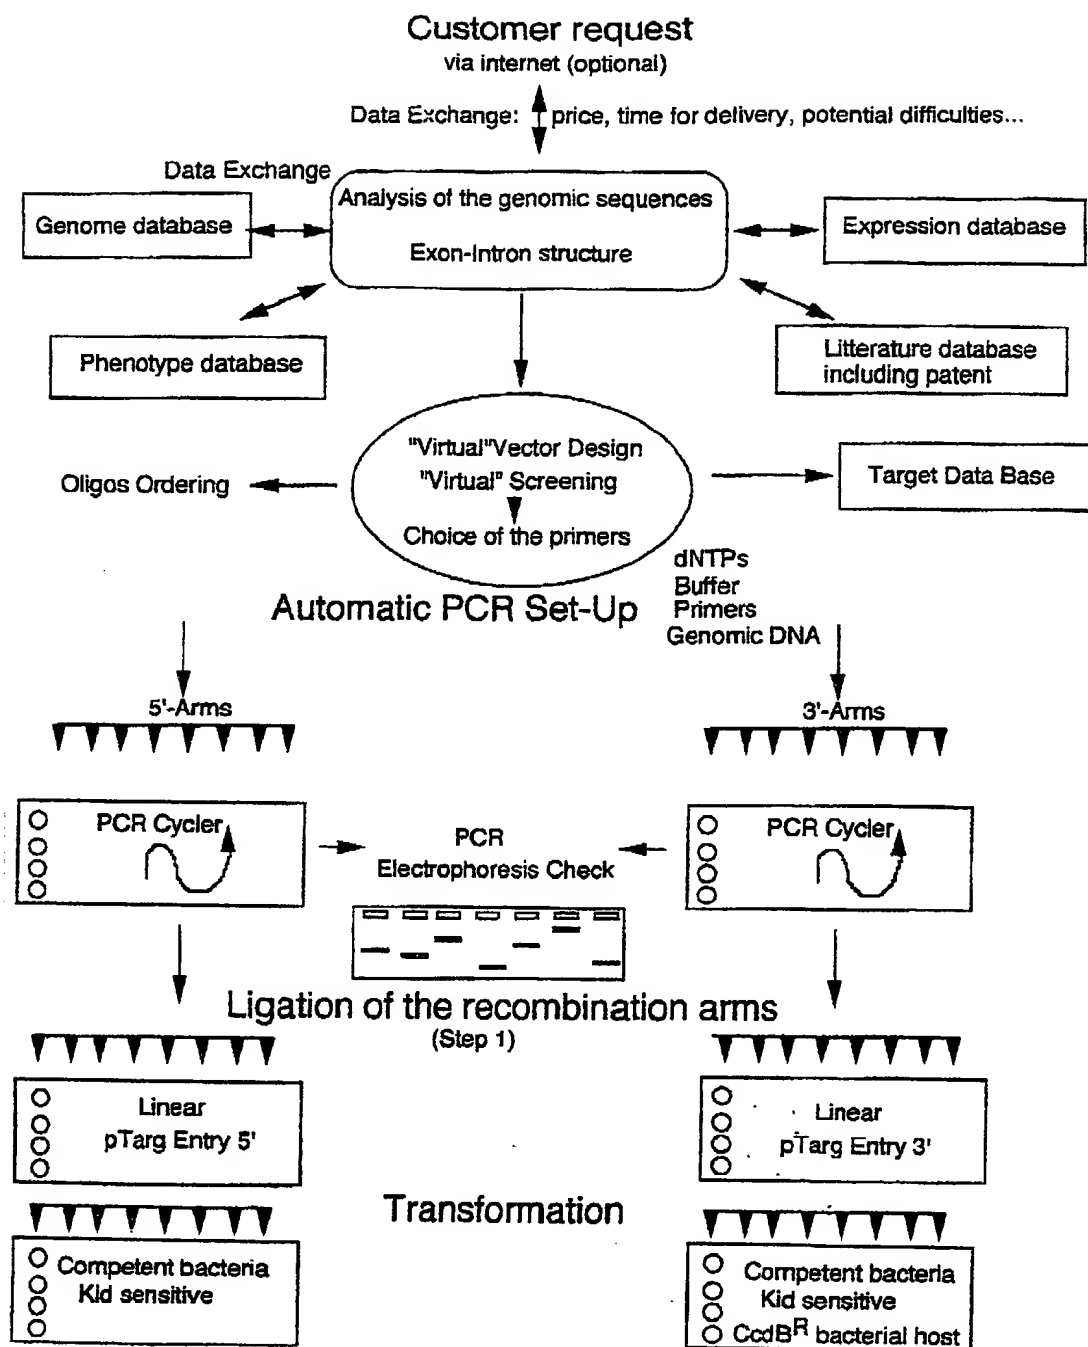 Customer request
via internet (optional)
Data Exchange: price, time for delivery, potential difficulties...
Data Exchange
Analysis of the genomic sequences
Exon-Intron structure
Genome database
Expression database
Phenotype database
Litterature database
including patent
"Virtual"Vector Design
"Virtual" Screening
Choice of the primers
Oligos Ordering
Target Data Base
dNTPs
Buffer
Primers
Genomic DNA
Automatic PCR Set-Up
5'-Arms
3'-Arms
PCR Cycler
PCR
Electrophoresis Check
PCR Cycler
Ligation of the recombination arms
(Step 1)
Linear
pTarg Entry 5'
Linear
pTarg Entry 3'
Transformation
Competent bacteria
Kid sensitive
Competent bacteria
Kid sensitive
CcdBR bacterial host